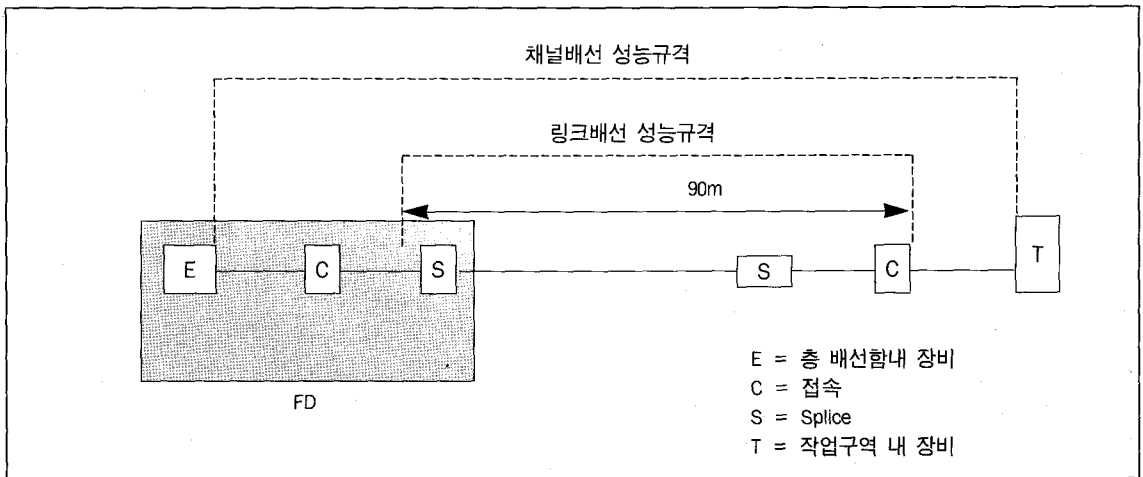 채널배선 성능규격
링크배선 성능규격
90m
E
C
S
S
C
T
FD
E = 층 배선함내 장비
C = 접속
S = Splice
T = 작업구역 내 장비